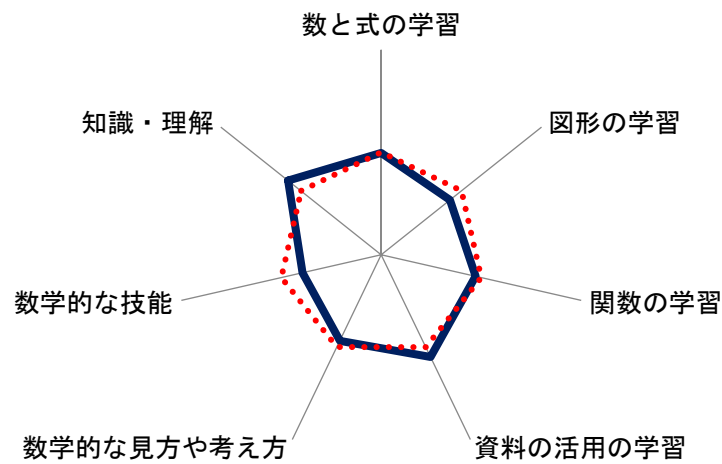 数と式の学習
図形の学習
関数の学習
資料の活用の学習
数学的な見方や考え方
数学的な技能
知識・理解